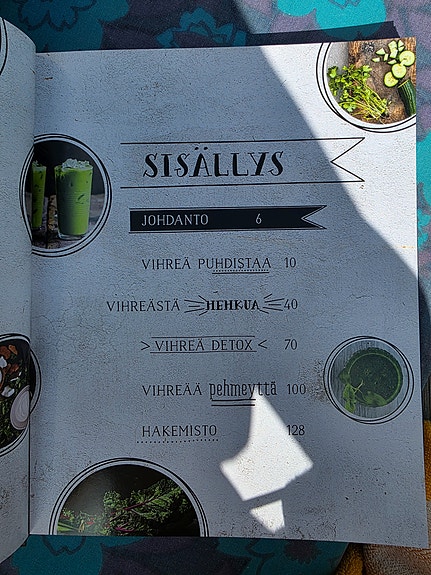 SISÄLLYS
JOHDANTO 6
VIHREÄ PUHDISTAA 10
VIHREÄSTÄ HEHKUA 40
>VIHREÄ DETOX< 70
VIHREÄÄ pehmeyttä 100
HAKEMISTO 128